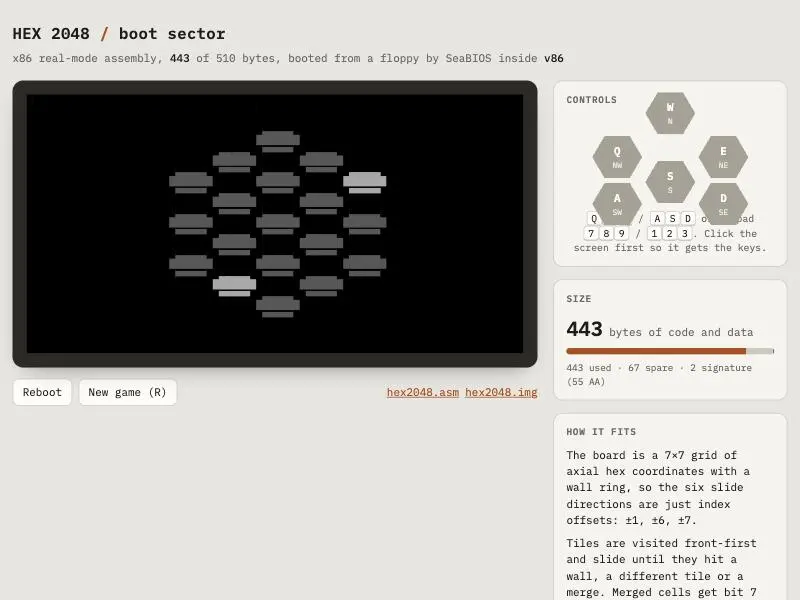 HEX 2048 / boot sector
x86 real-mode assembly, 443 of 510 bytes, booted from a floppy by SeaBIOS inside v86
CONTROLS
W
N
Q
NW
E
NE
S
S
A
SW
D
SE
Q / A S D
7 8 9 / 1 2 3. Click the
screen first so it gets the keys.
Reboot
New game (R)
hex2048.asm hex2048.img
SIZE
443 bytes of code and data
443 used · 67 spare · 2 signature
(55 AA)
HOW IT FITS
The board is a 7×7 grid of
axial hex coordinates with a
wall ring, so the six slide
directions are just index
offsets: ±1, ±6, ±7.
Tiles are visited front-first
and slide until they hit a
wall, a different tile or a
merge. Merged cells get bit 7